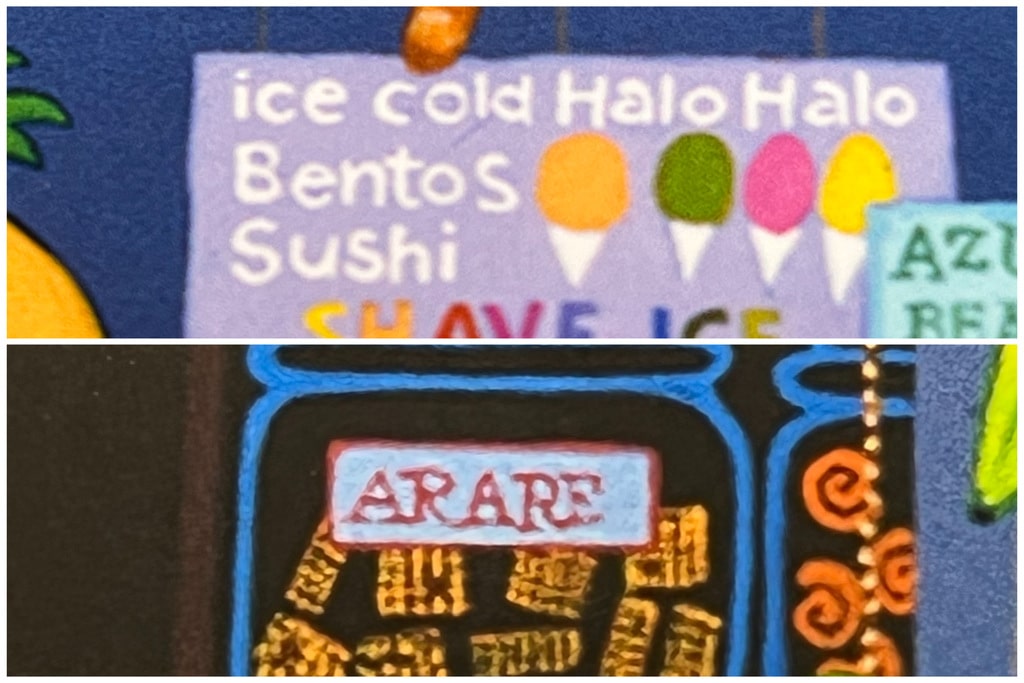 ice cold Halo Halo
Bentos
Sushi
SHAVE ICE
ARARE